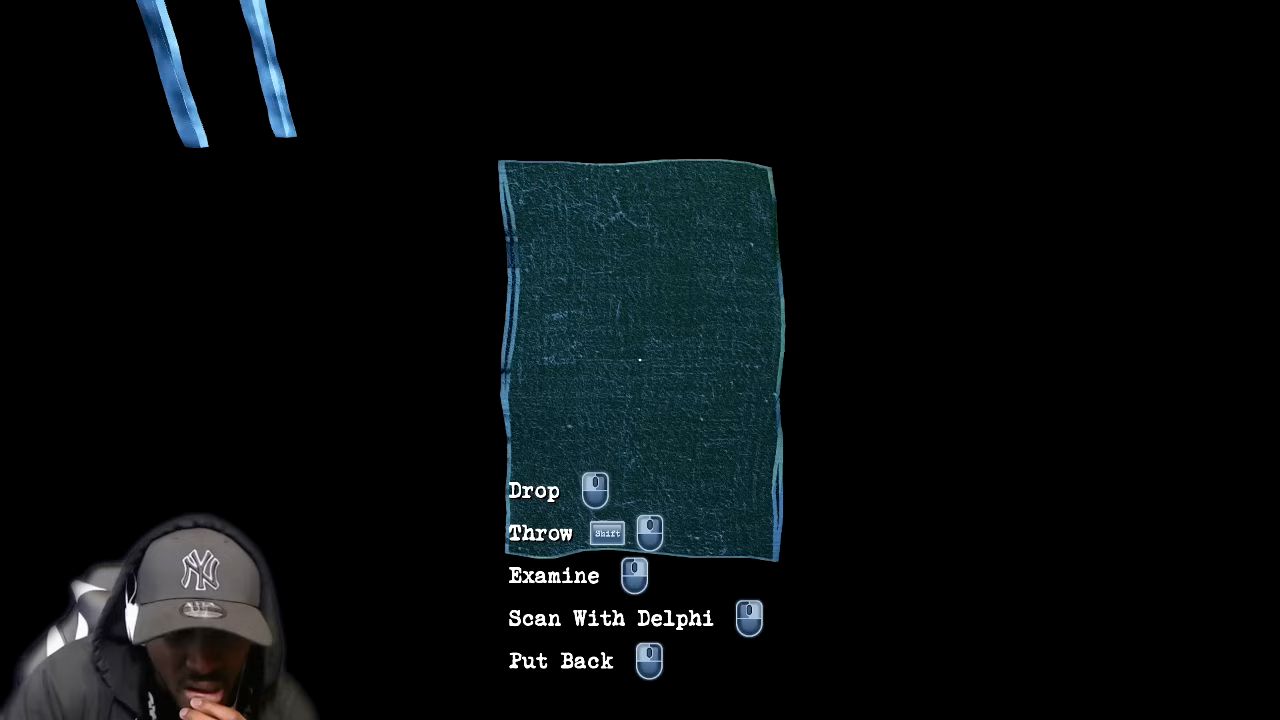 Drop
Throw Shift
Examine
Scan With Delphi
Put Back
NY